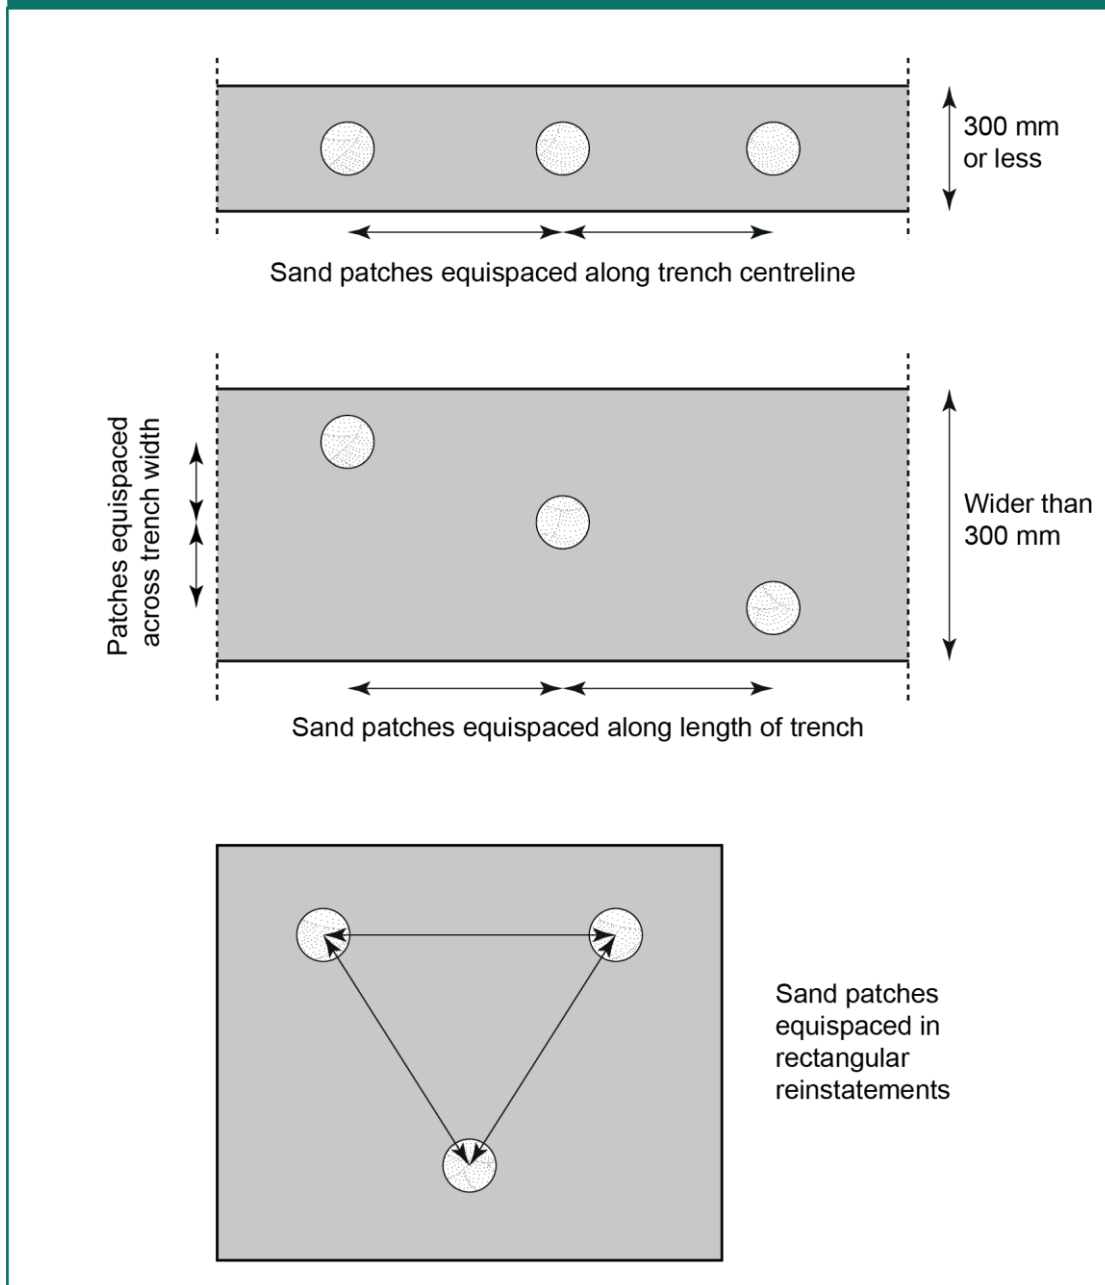 300 mm
or less
Sand patches equispaced along trench centreline
Patches equispaced
across trench width
Wider than
300 mm
Sand patches equispaced along length of trench
Sand patches
equispaced in
rectangular
reinstatements